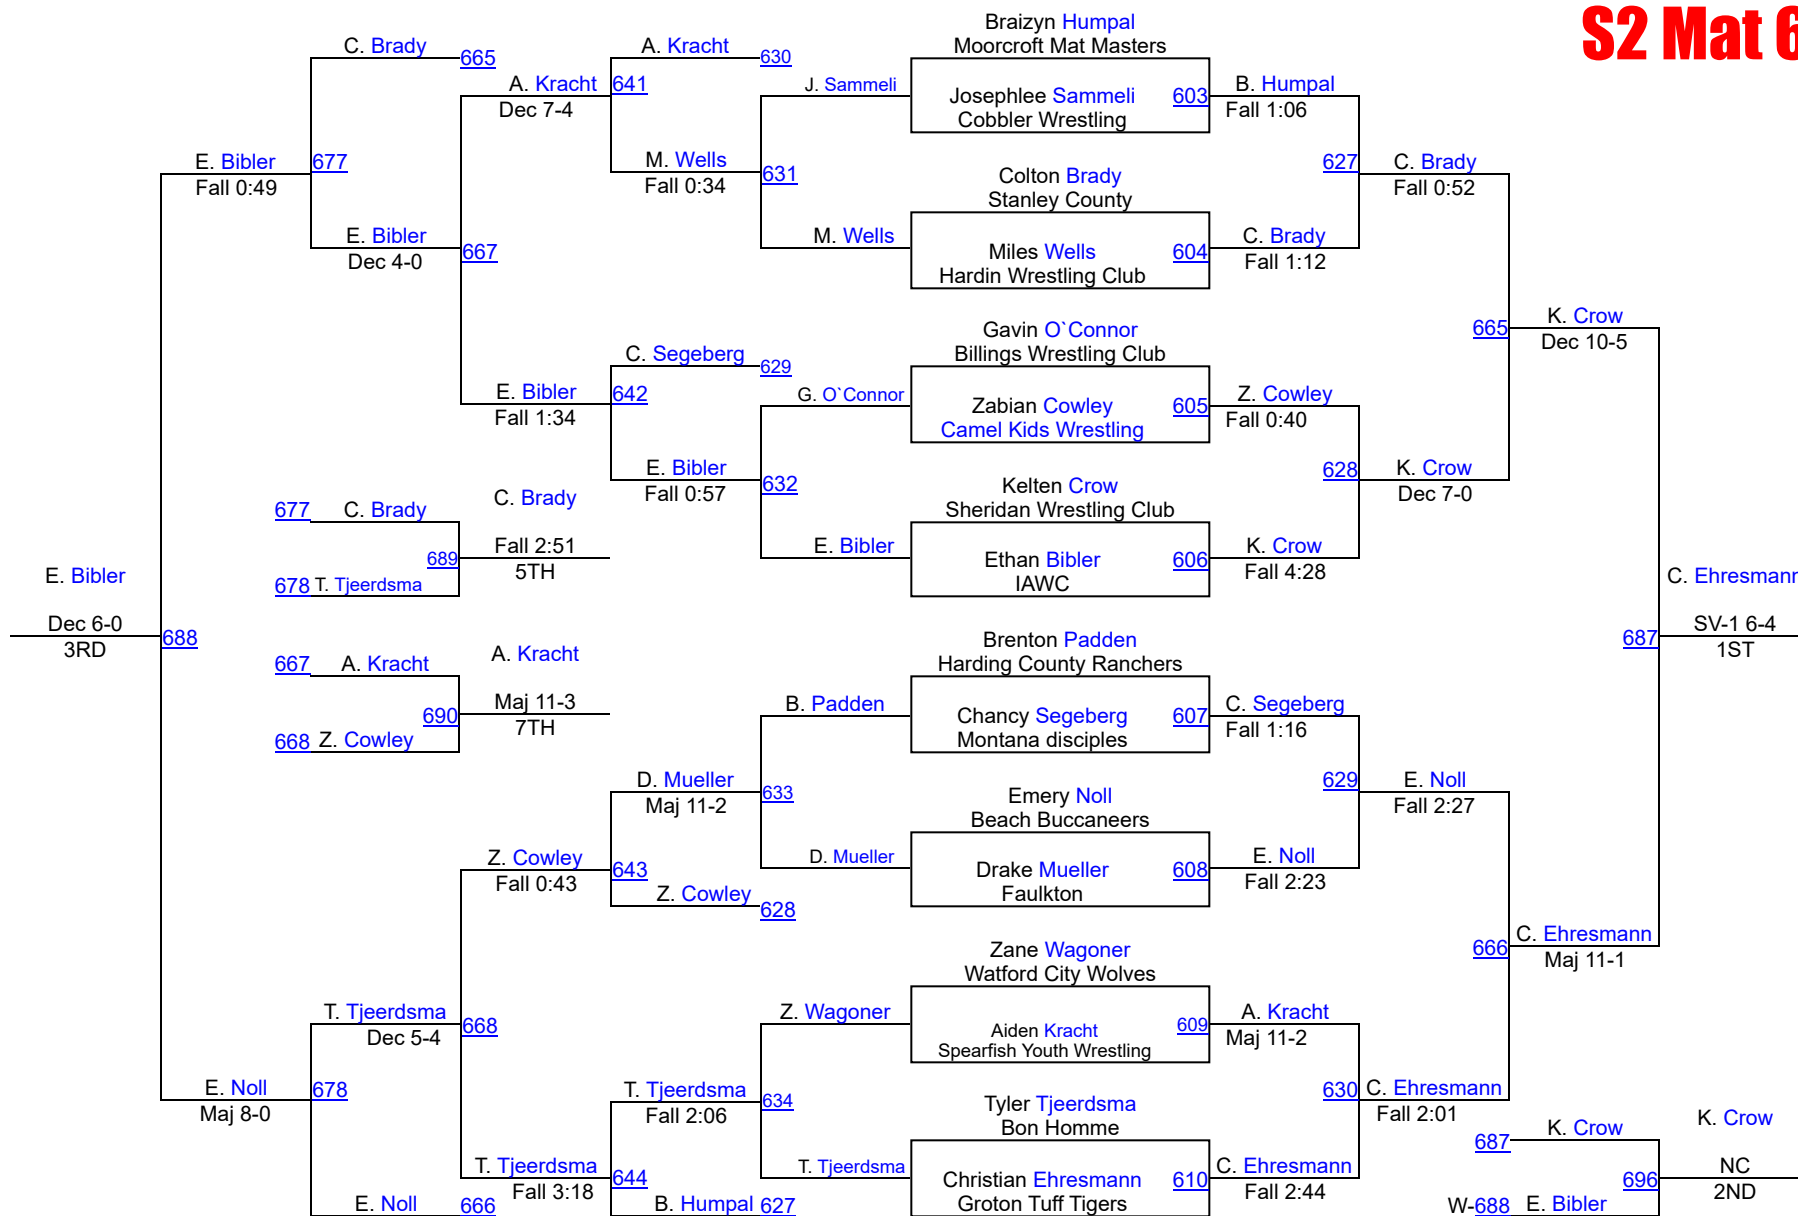 S2 Mat 6
Braizyn Humpal
Moorcroft Mat Masters
C. Brady
665
A. Kracht
630
A. Kracht
641
Dec 7-4
J. Sammeli
Josephlee Sammeli
603
Cobbler Wrestling
B. Humpal
Fall 1:06
E. Bibler
677
Fall 0:49
M. Wells
631
Fall 0:34
Colton Brady
Stanley County
627
C. Brady
Fall 0:52
E. Bibler
667
Dec 4-0
M. Wells
Miles Wells
604
Hardin Wrestling Club
C. Brady
Fall 1:12
Gavin O`Connor
Billings Wrestling Club
665
K. Crow
Dec 10-5
C. Segeberg
629
E. Bibler
642
Fall 1:34
G. O`Connor
Zabian Cowley
605
Camel Kids Wrestling
Z. Cowley
Fall 0:40
E. Bibler
632
Fall 0:57
Kelten Crow
Sheridan Wrestling Club
628
K. Crow
Dec 7-0
677
C. Brady
C. Brady
689
Fall 2:51
5TH
678
T. Tjeerdsma
E. Bibler
Ethan Bibler
606
IAWC
K. Crow
Fall 4:28
E. Bibler
Dec 6-0
688
3RD
C. Ehresmann
687
SV-1 6-4
1ST
Brenton Padden
Harding County Ranchers
667
A. Kracht
A. Kracht
690
Maj 11-3
7TH
668
Z. Cowley
B. Padden
Chancy Segeberg
607
Montana disciples
C. Segeberg
Fall 1:16
D. Mueller
633
Maj 11-2
Emery Noll
Beach Buccaneers
629
E. Noll
Fall 2:27
Z. Cowley
643
Fall 0:43
D. Mueller
Drake Mueller
608
Faulkton
E. Noll
Fall 2:23
Z. Cowley
628
Zane Wagoner
Watford City Wolves
666
C. Ehresmann
Maj 11-1
T. Tjeerdsma
668
Dec 5-4
Z. Wagoner
Aiden Kracht
609
Spearfish Youth Wrestling
A. Kracht
Maj 11-2
E. Noll
678
Maj 8-0
T. Tjeerdsma
634
Fall 2:06
Tyler Tjeerdsma
Bon Homme
630
C. Ehresmann
Fall 2:01
687
K. Crow
K. Crow
696
NC
2ND
T. Tjeerdsma
644
Fall 3:18
T. Tjeerdsma
Christian Ehresmann
610
Groton Tuff Tigers
C. Ehresmann
Fall 2:44
E. Noll
666
B. Humpal
627
W-688
E. Bibler